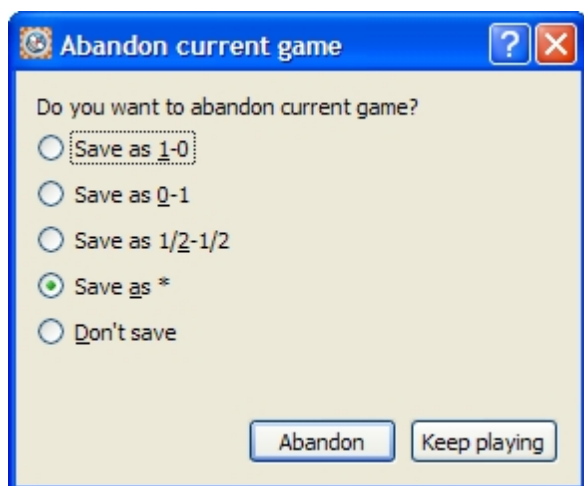 Abandon current game
Do you want to abandon current game?
Save as 1-0
Save as 0-1
Save as 1/2-1/2
Save as *
Don't save
Abandon Keep playing